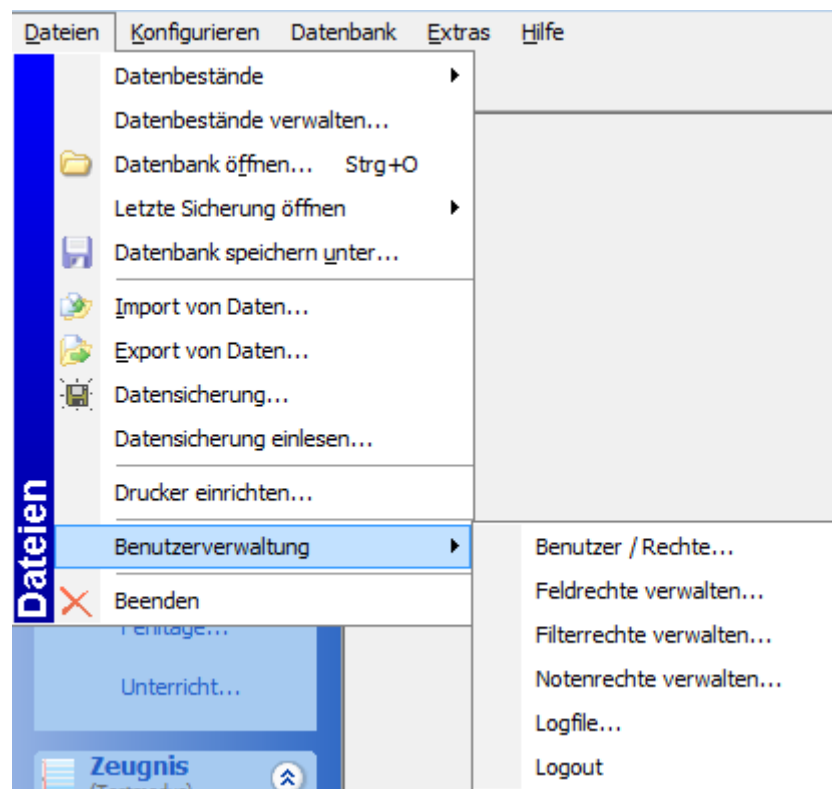 Dateien Konfigurieren Datenbank Extras Hilfe
Datenbestände
Datenbestände verwalten...
Datenbank öffnen... Strg+O
Letzte Sicherung öffnen
Datenbank speichern unter...
Import von Daten...
Export von Daten...
Datensicherung...
Datensicherung einlesen...
Drucker einrichten...
Benutzerverwaltung
Beenden
Dateien
Benutzer / Rechte...
Feldrechte verwalten...
Filterrechte verwalten...
Notenrechte verwalten...
Logfile...
Logout
Unterricht...
Zeugnis